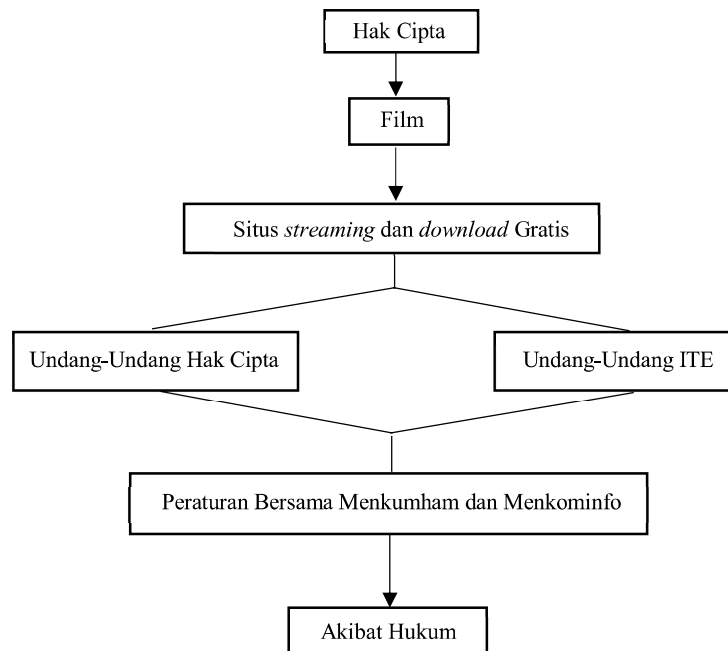 Hak Cipta
Film
Situs streaming dan download Gratis
Undang-Undang Hak Cipta
Undang-Undang ITE
Peraturan Bersama Menkumham dan Menkominfo
Akibat Hukum